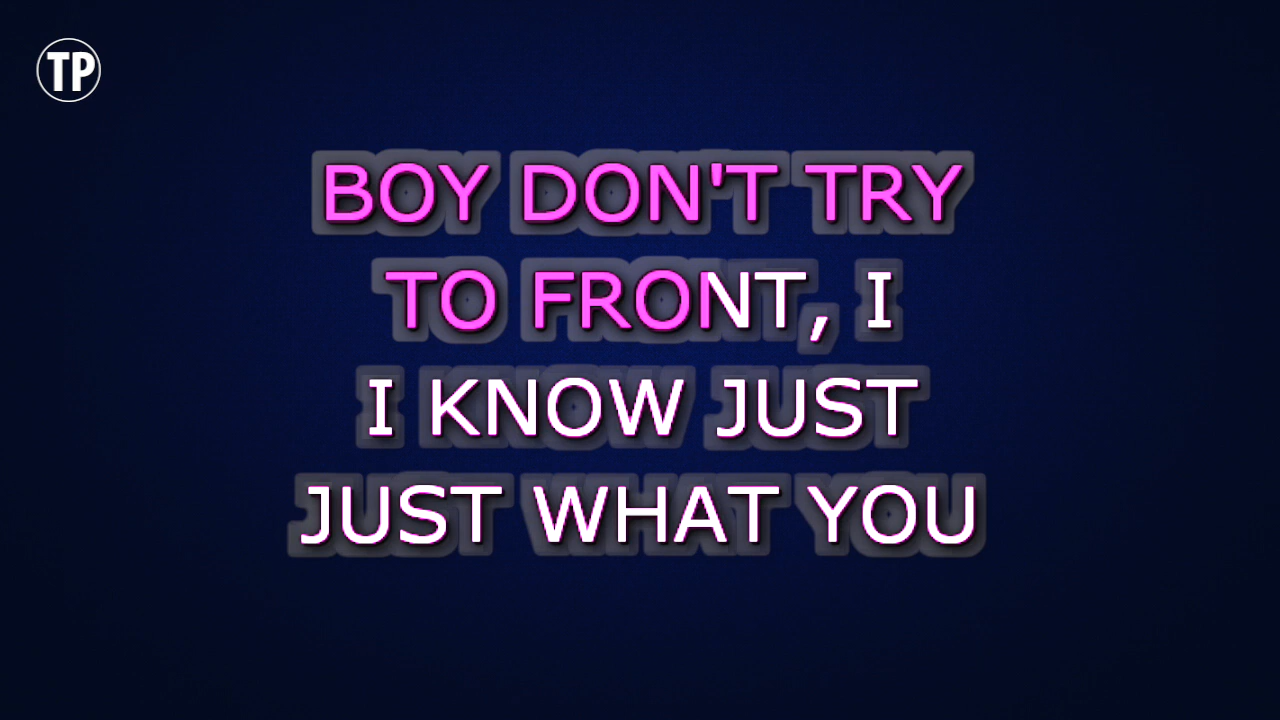 TP
BOY DON'T TRY
TO FRONT, I
I KNOW JUST
JUST WHAT YOU